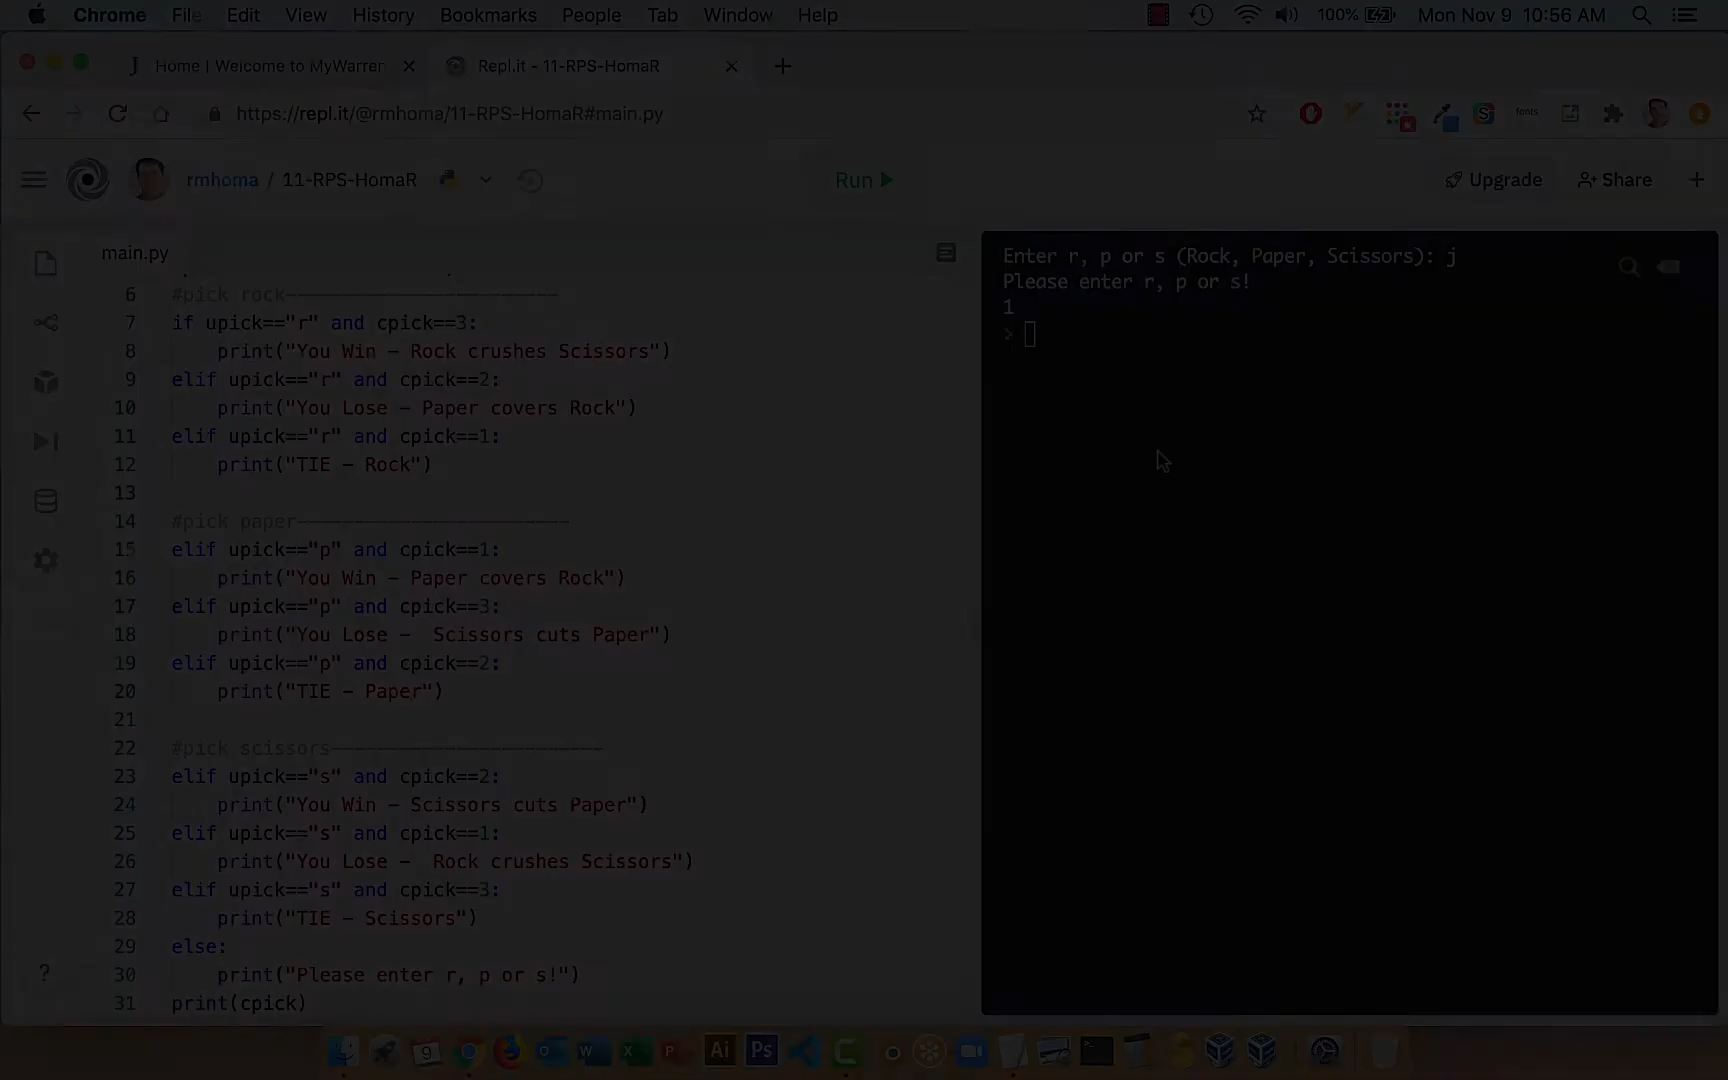 Chrome File Edit View History Bookmarks People Tab Window Help 100% Mon Nov 9 10:56 AM
Home | Welcome to MyWarren Repl.it - 11-RPS-HomaR
https://repl.it/@rmhoma/11-RPS-HomaR#main.py
fonts
rmhoma / 11-RPS-HomaR Run Upgrade Share
main.py
6 #pick rock------------------------
7 if upick=="r" and cpick==3:
8 print("You Win - Rock crushes Scissors")
9 elif upick=="r" and cpick==2:
10 print("You Lose - Paper covers Rock")
11 elif upick=="r" and cpick==1:
12 print("TIE - Rock")
13
14 #pick paper------------------------
15 elif upick=="p" and cpick==1:
16 print("You Win - Paper covers Rock")
17 elif upick=="p" and cpick==3:
18 print("You Lose -  Scissors cuts Paper")
19 elif upick=="p" and cpick==2:
20 print("TIE - Paper")
21
22 #pick scissors------------------------
23 elif upick=="s" and cpick==2:
24 print("You Win - Scissors cuts Paper")
25 elif upick=="s" and cpick==1:
26 print("You Lose -  Rock crushes Scissors")
27 elif upick=="s" and cpick==3:
28 print("TIE - Scissors")
29 else:
30 print("Please enter r, p or s!")
31 print(cpick)
Enter r, p or s (Rock, Paper, Scissors): j
Please enter r, p or s!
1
>
?
9 W X P Ai Ps